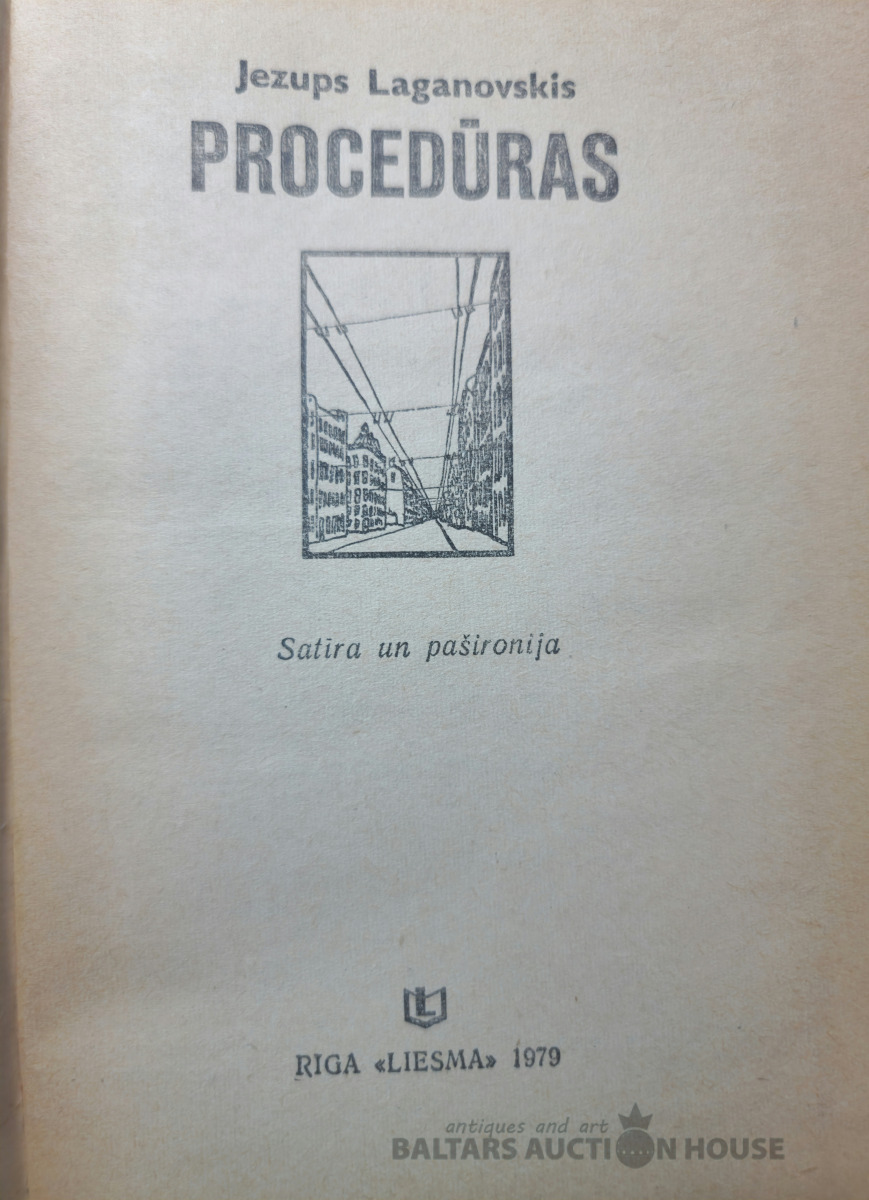 Jezups Laganovskis
PROCEDŪRAS
Satīra un pašironija
L
RIGA «LIESMA» 1979
antiques and art
BALTARS AUCTION HOUSE